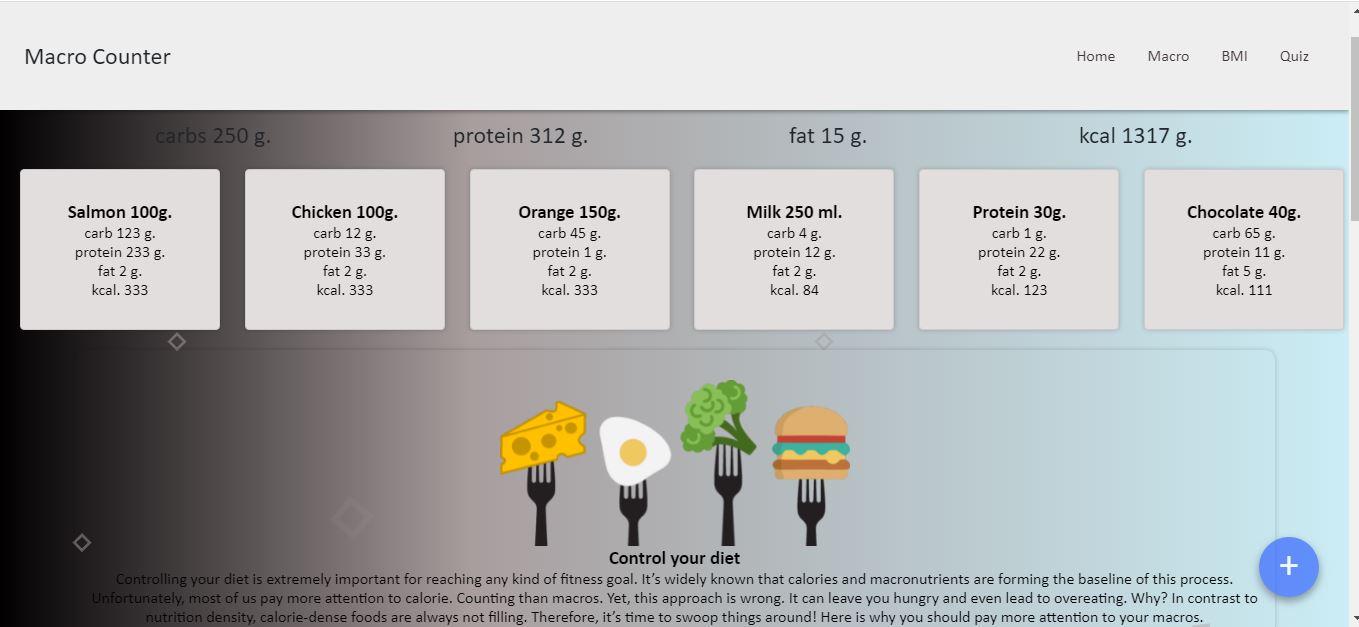 Macro Counter
Home Macro BMI Quiz
carbs 250 g. protein 312 g. fat 15 g. kcal 1317 g.
Salmon 100g.
carb 123 g.
protein 233 g.
fat 2 g.
kcal. 333
Chicken 100g.
carb 12 g.
protein 33 g.
fat 2 g.
kcal. 333
Orange 150g.
carb 45 g.
protein 1 g.
fat 2 g.
kcal. 333
Milk 250 ml.
carb 4 g.
protein 12 g.
fat 2 g.
kcal. 84
Protein 30g.
carb 1 g.
protein 22 g.
fat 2 g.
kcal. 123
Chocolate 40g.
carb 65 g.
protein 11 g.
fat 5 g.
kcal. 111
Control your diet
Controlling your diet is extremely important for reaching any kind of fitness goal. It’s widely known that calories and macronutrients are forming the baseline of this process.
Unfortunately, most of us pay more attention to calorie. Counting than macros. Yet, this approach is wrong. It can leave you hungry and even lead to overeating. Why? In contrast to
nutrition density, calorie-dense foods are always not filling. Therefore, it’s time to swoop things around! Here is why you should pay more attention to your macros.
+